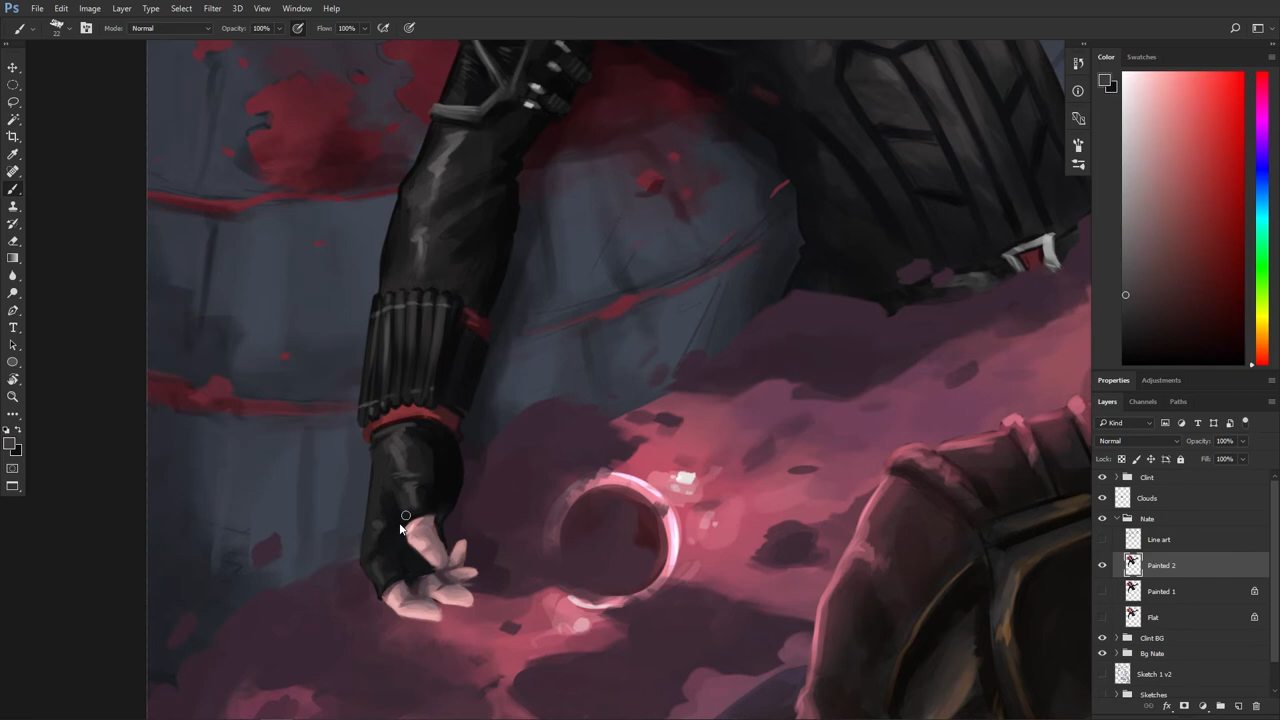 Ps File Edit Image Layer Type Select Filter 3D View Window Help
22 Mode: Normal Opacity: 100% Flow: 100%
Color Swatches
Properties Adjustments
Layers Channels Paths
Kind
Normal Opacity: 100%
Lock: Fill: 100%
Clint
Clouds
Nate
Line art
Painted 2
Painted 1
Flat
Clint BG
Bg Nate
Sketch 1 v2
Sketches